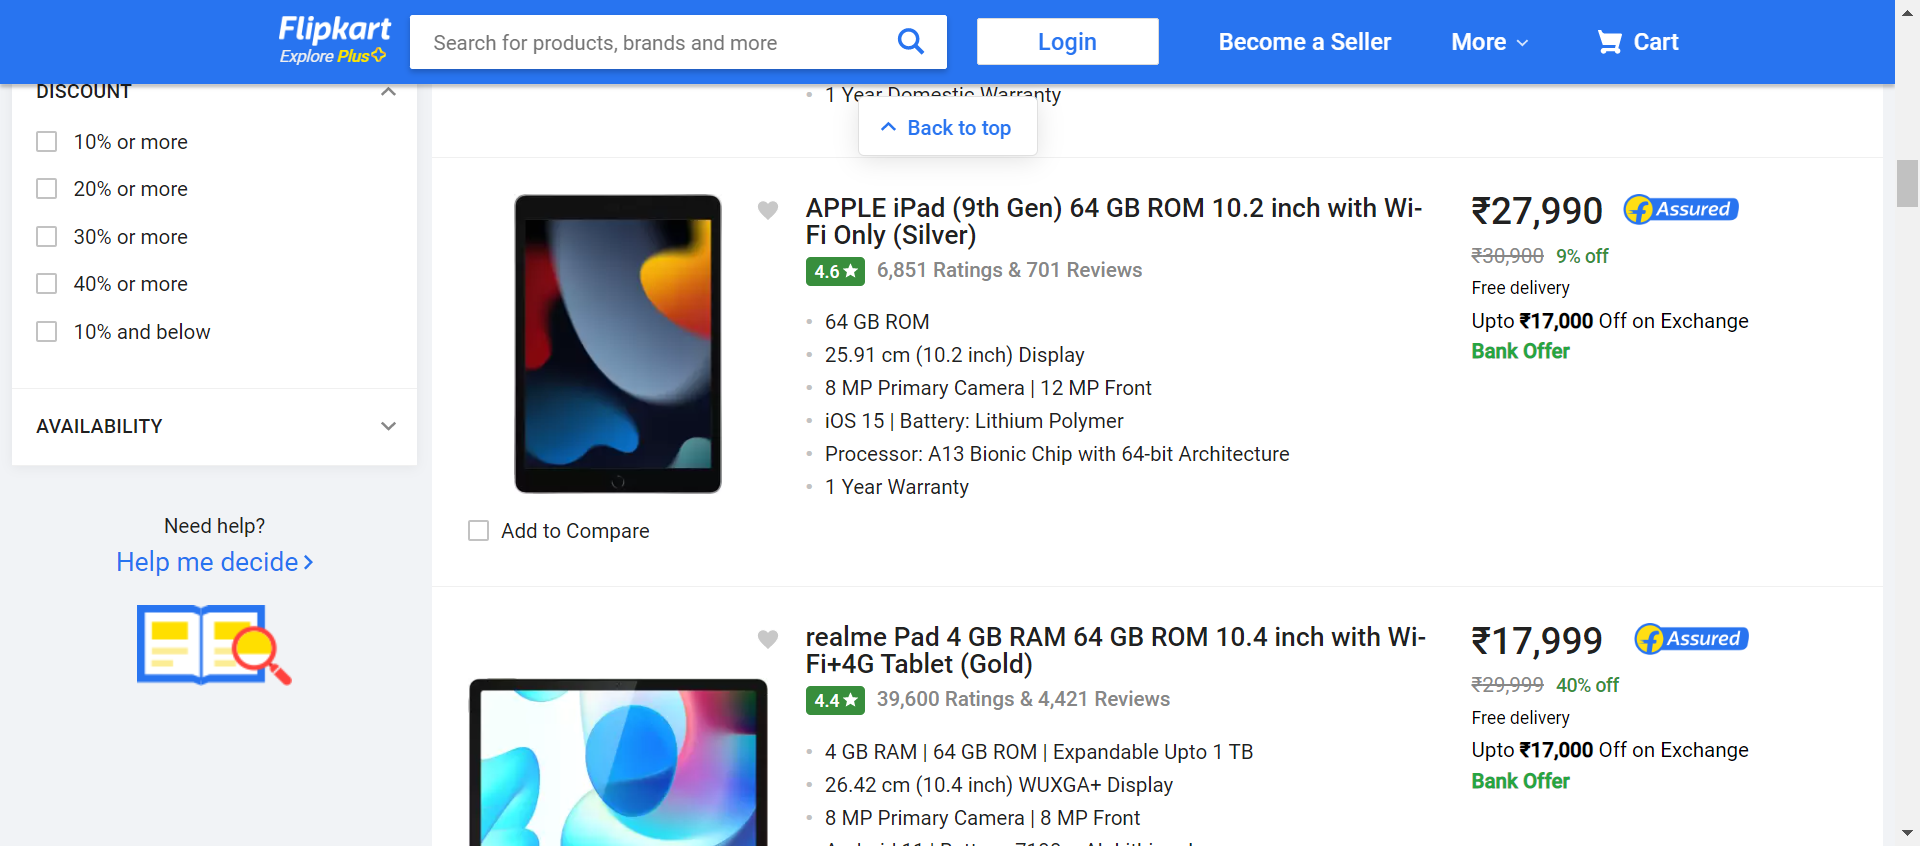 Flipkart
Explore Plus
Search for products, brands and more
Login
Become a Seller
More
Cart
DISCOUNT
10% or more
20% or more
30% or more
40% or more
10% and below
AVAILABILITY
Need help?
Help me decide
1 Year Domestic Warranty
Back to top
APPLE iPad (9th Gen) 64 GB ROM 10.2 inch with Wi-
Fi Only (Silver)
4.6★ 6,851 Ratings & 701 Reviews
64 GB ROM
25.91 cm (10.2 inch) Display
8 MP Primary Camera | 12 MP Front
iOS 15 | Battery: Lithium Polymer
Processor: A13 Bionic Chip with 64-bit Architecture
1 Year Warranty
Add to Compare
₹27,990 Assured
₹30,900 9% off
Free delivery
Upto ₹17,000 Off on Exchange
Bank Offer
realme Pad 4 GB RAM 64 GB ROM 10.4 inch with Wi-
Fi+4G Tablet (Gold)
4.4★ 39,600 Ratings & 4,421 Reviews
4 GB RAM | 64 GB ROM | Expandable Upto 1 TB
26.42 cm (10.4 inch) WUXGA+ Display
8 MP Primary Camera | 8 MP Front
₹17,999 Assured
₹29,999 40% off
Free delivery
Upto ₹17,000 Off on Exchange
Bank Offer